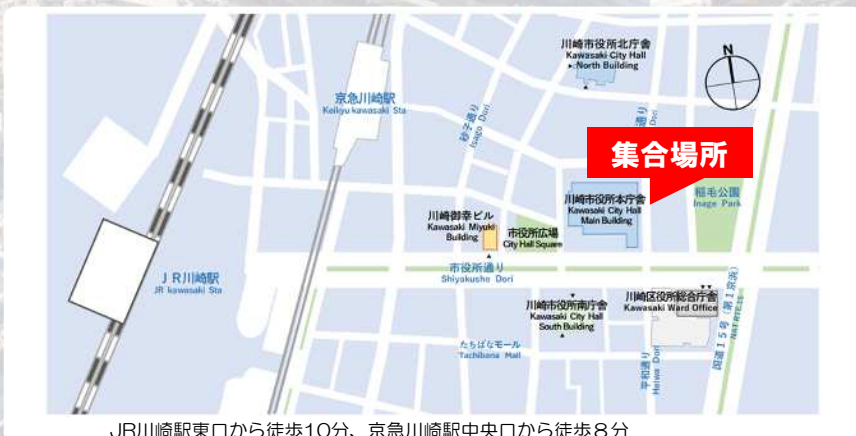 川崎市役所北庁舎
Kawasaki City Hall
North Building
N
京急川崎駅
Keikyu kawasaki Sta
砂子通り
Isago Dori
通り
集合場所
稲毛公園
Inage Park
川崎市役所本庁舎
Kawasaki City Hall
Main Building
川崎御幸ビル
Kawasaki Miyuki
Building
市役所広場
City Hall Square
市役所通り
Shiyakusho Dori
JR川崎駅
JR kawasaki Sta
川崎市役所南庁舎
Kawasaki City Hall
South Building
川崎区役所総合庁舎
Kawasaki Ward Office
たちばなモール
Tachibana Mall
平和通り
Heiwa Dori
国道15号(第1京浜)
NAT RTE.15
JR川崎駅東口から徒歩10分、京急川崎駅中央口から徒歩8分